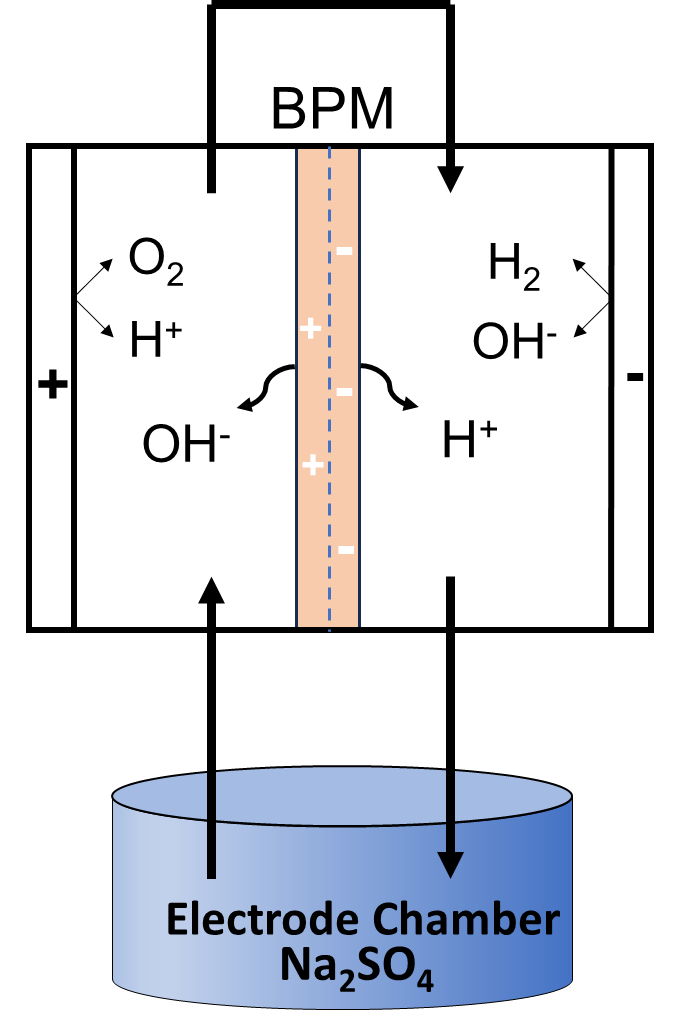 BPM
O₂
H⁺
OH⁻
H₂
OH⁻
H⁺
+
-
+
+
-
-
-
Electrode Chamber
Na₂SO₄